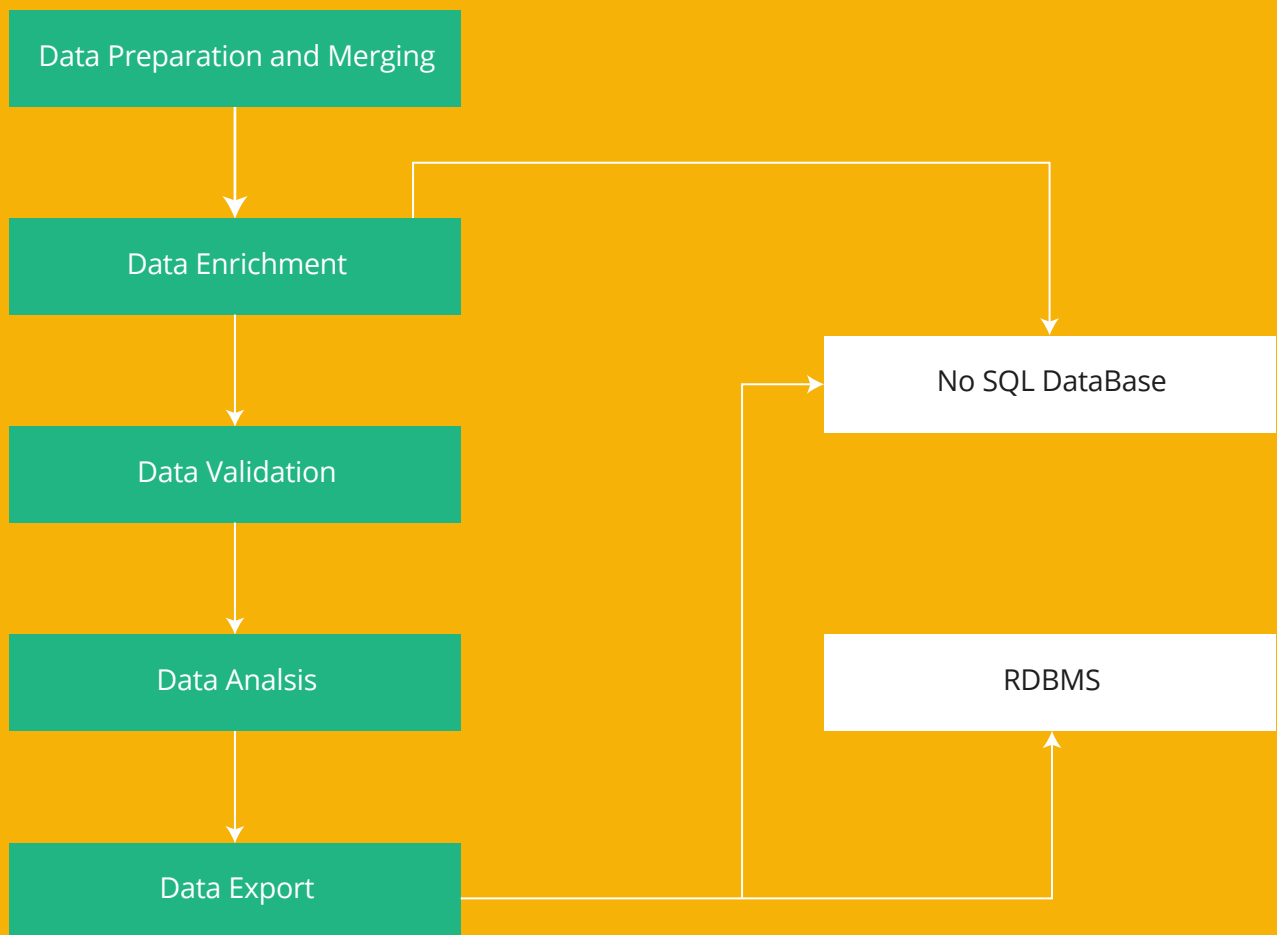 Data Preparation and Merging
Data Enrichment
No SQL DataBase
Data Validation
Data Analsis
RDBMS
Data Export